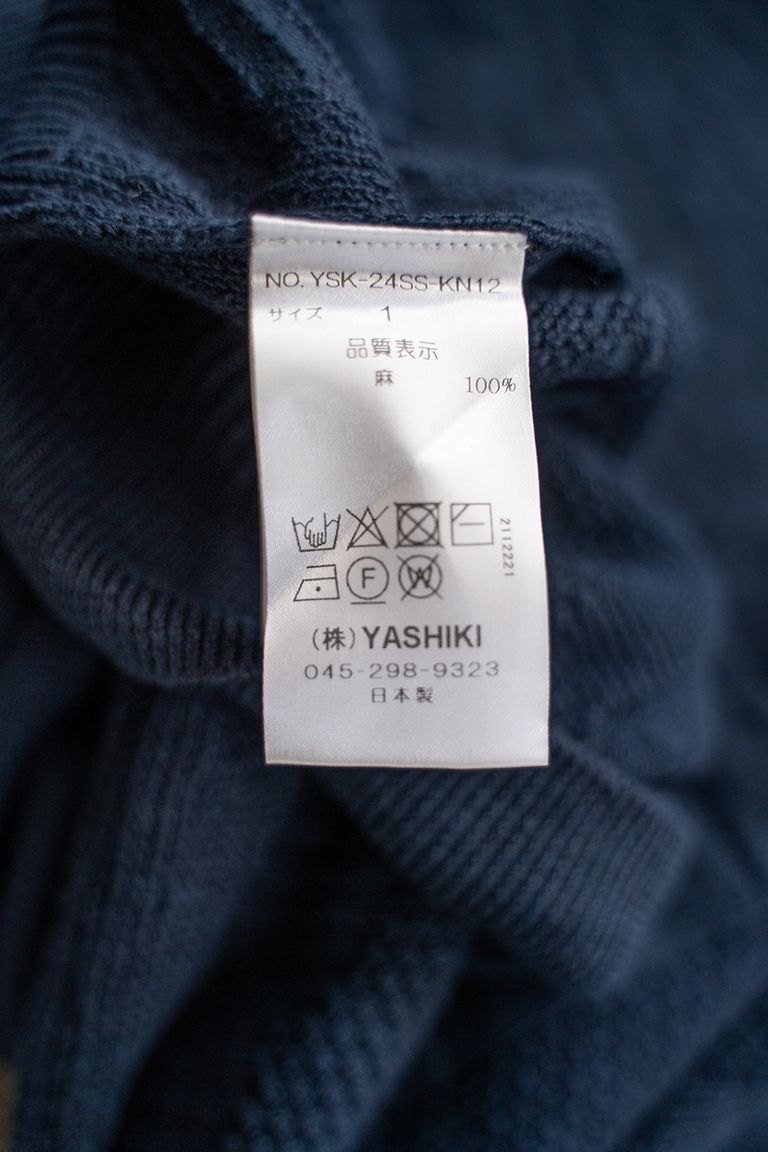 NO. YSK-24SS-KN12
サイズ 1
品質表示
麻 100%
2112221
F W
(株) YASHIKI
045-298-9323
日本製